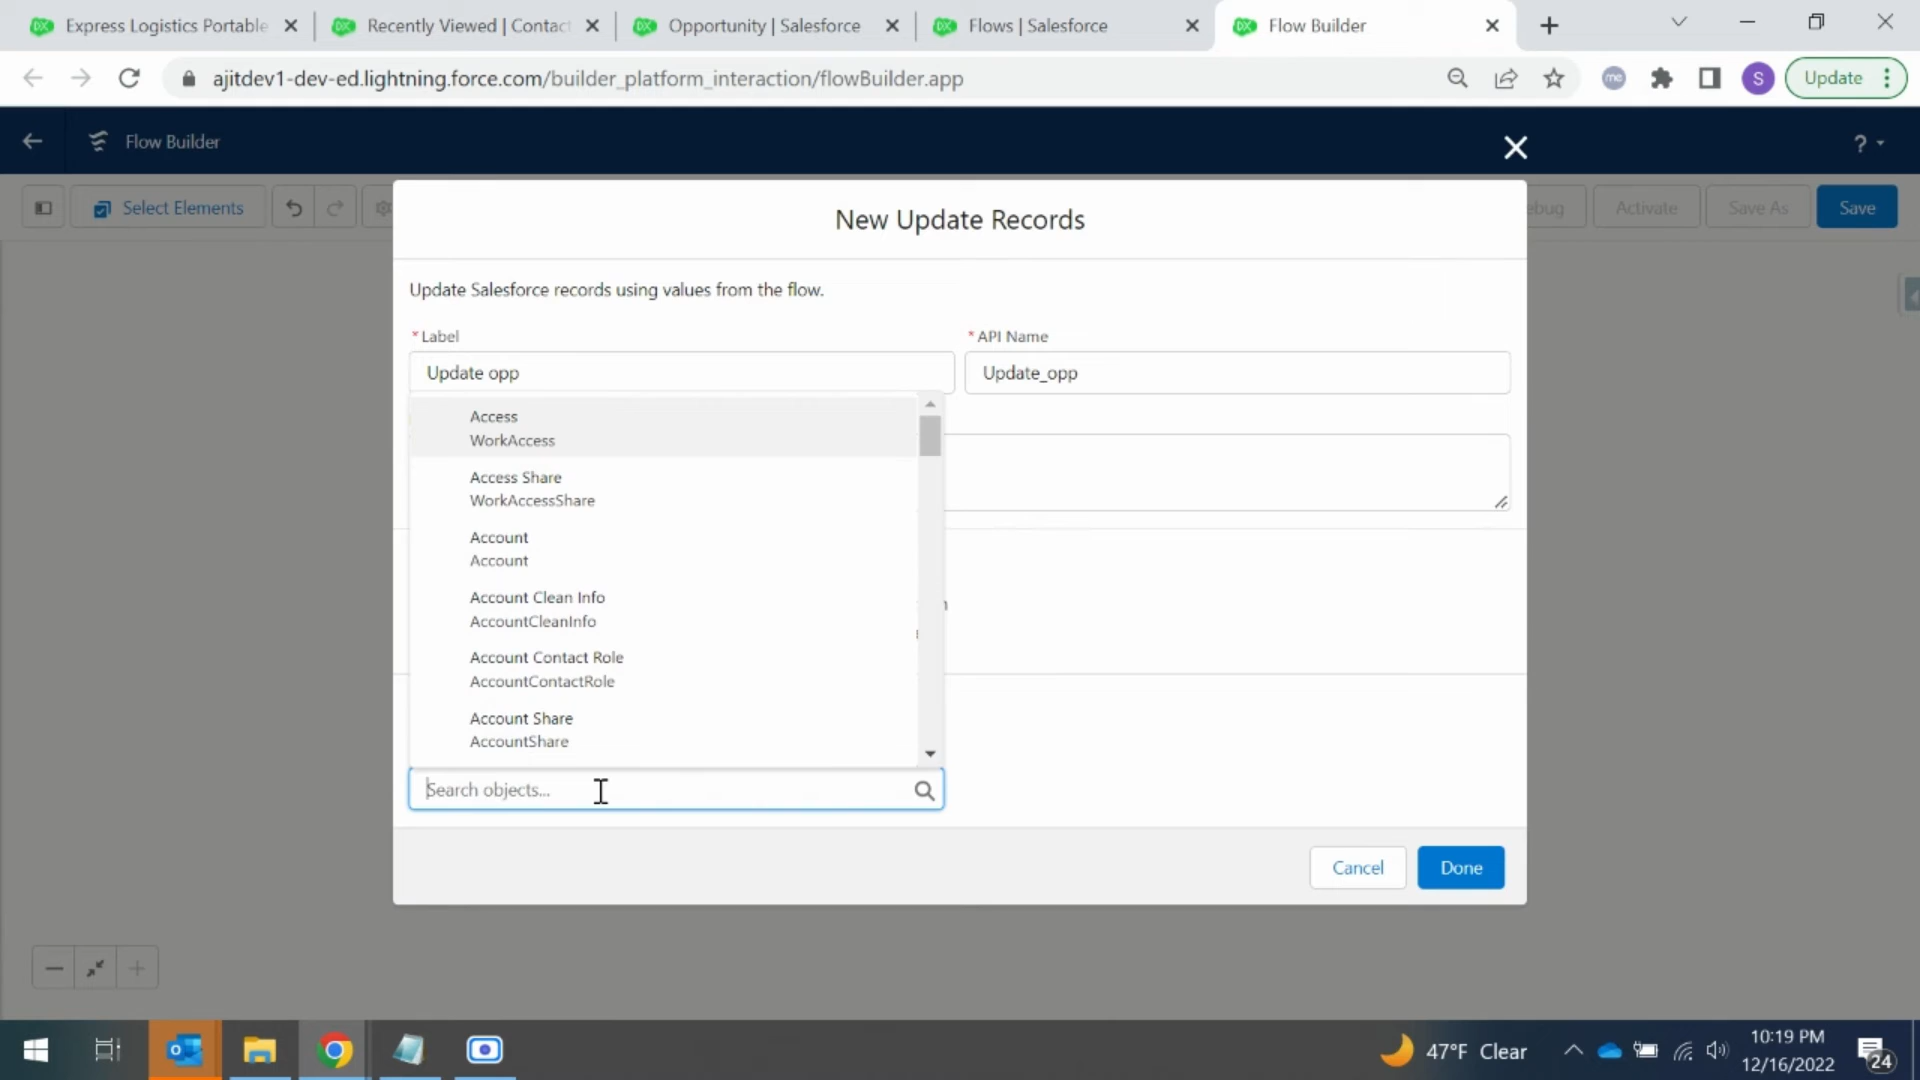 Express Logistics Portable
Recently Viewed | Contact
Opportunity | Salesforce
Flows | Salesforce
Flow Builder
ajitdev1-dev-ed.lightning.force.com/builder_platform_interaction/flowBuilder.app
me
S
Update
Flow Builder
?
Select Elements
ebug
Activate
Save As
Save
New Update Records
Update Salesforce records using values from the flow.
*Label
*API Name
Update opp
Update_opp
Access
WorkAccess
Access Share
WorkAccessShare
Account
Account
Account Clean Info
AccountCleanInfo
Account Contact Role
AccountContactRole
Account Share
AccountShare
Search objects...
Cancel
Done
47°F Clear
10:19 PM
12/16/2022
24